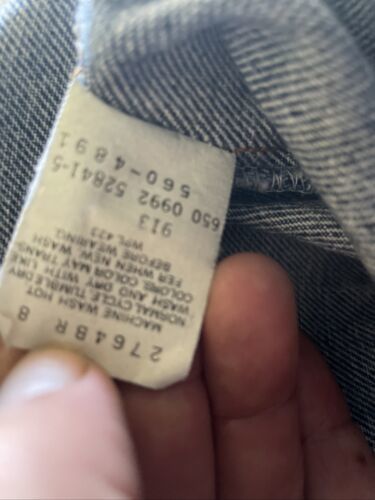 2764BR 8
MACHINE WASH HOT
NORMAL CYCLE TUMBLE DRY
WASH AND DRY WITH LIKE
COLORS. COLOR MAY TRANS-
FER WHEN NEW. WASH
BEFORE WEARING.
WPL 423
913
650 0992 52841-5
560-4891